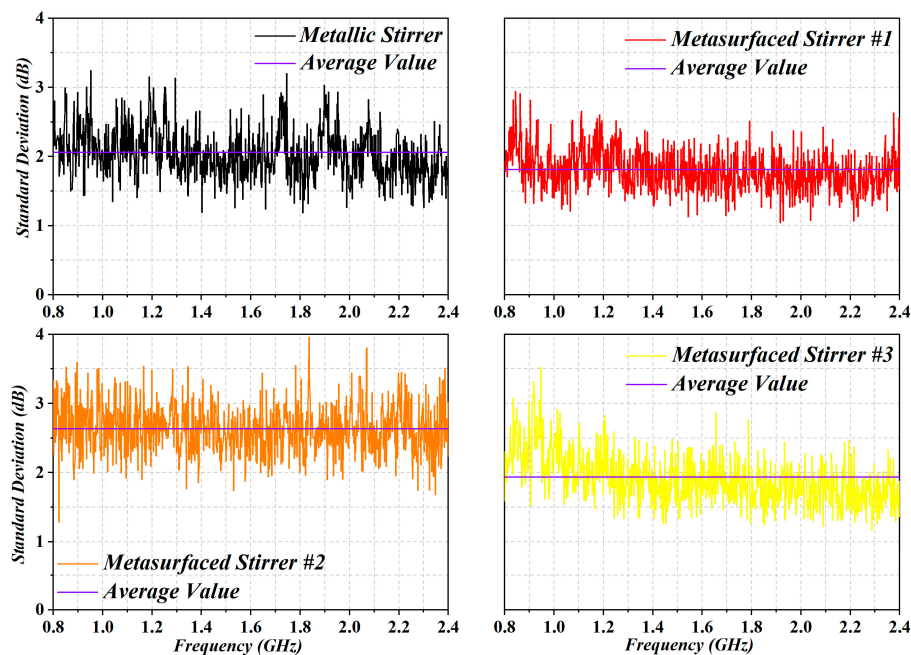 4
3
2
1
0
Standard Deviation (dB)
Metallic Stirrer
Average Value
0.8 1.0 1.2 1.4 1.6 1.8 2.0 2.2 2.4
Metasurfaced Stirrer #1
Average Value
0.8 1.0 1.2 1.4 1.6 1.8 2.0 2.2 2.4
4
3
2
1
0
Standard Deviation (dB)
Metasurfaced Stirrer #2
Average Value
0.8 1.0 1.2 1.4 1.6 1.8 2.0 2.2 2.4
Frequency (GHz)
Metasurfaced Stirrer #3
Average Value
0.8 1.0 1.2 1.4 1.6 1.8 2.0 2.2 2.4
Frequency (GHz)